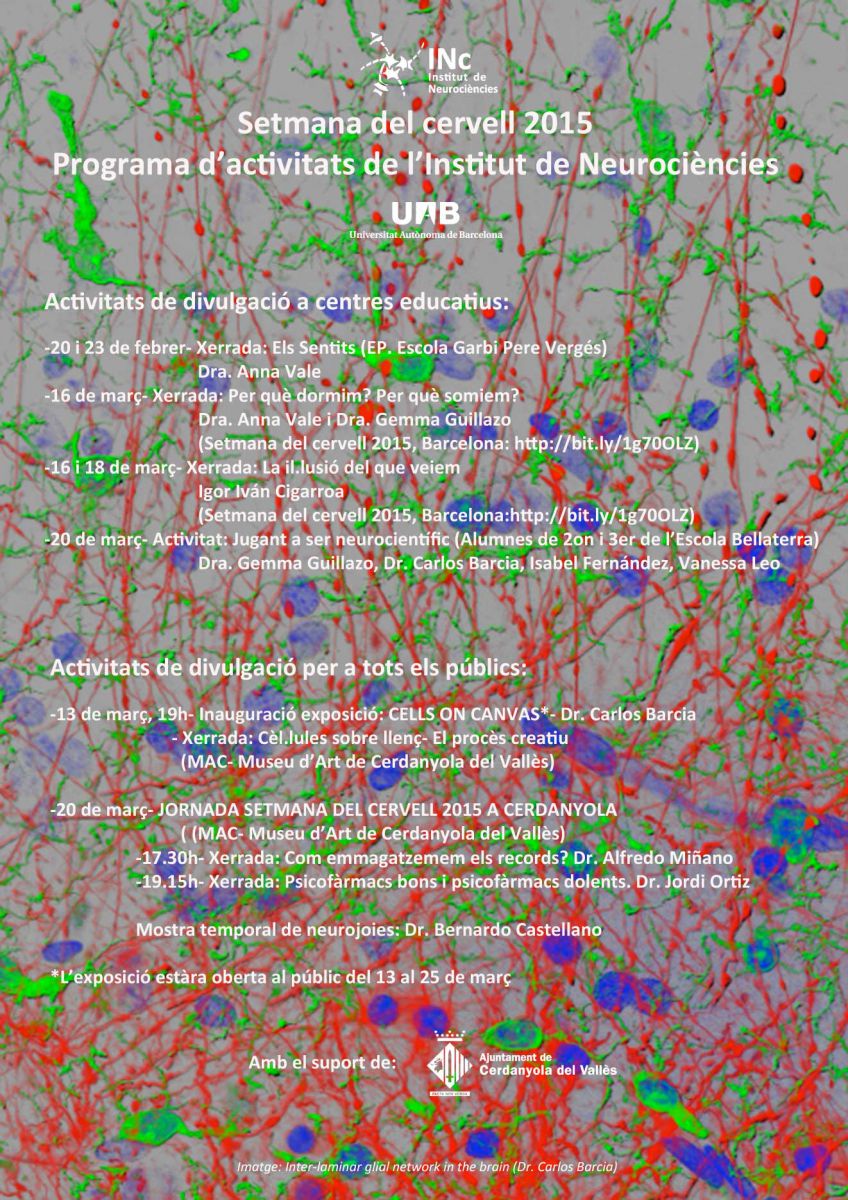 INc
Institut de
Neurociències
Setmana del cervell 2015
Programa d’activitats de l’Institut de Neurociències
UAB
Universitat Autònoma de Barcelona
Activitats de divulgació a centres educatius:
-20 i 23 de febrer- Xerrada: Els Sentits (EP. Escola Garbi Pere Vergés)
Dra. Anna Vale
-16 de març- Xerrada: Per què dormim? Per què somiem?
Dra. Anna Vale i Dra. Gemma Guillazo
(Setmana del cervell 2015, Barcelona: http://bit.ly/1g70OLZ)
-16 i 18 de març- Xerrada: La il.lusió del que veiem
Igor Iván Cigarroa
(Setmana del cervell 2015, Barcelona:http://bit.ly/1g70OLZ)
-20 de març- Activitat: Jugant a ser neurocientífic (Alumnes de 2on i 3er de l’Escola Bellaterra)
Dra. Gemma Guillazo, Dr. Carlos Barcia, Isabel Fernández, Vanessa Leo
Activitats de divulgació per a tots els públics:
-13 de març, 19h- Inauguració exposició: CELLS ON CANVAS*- Dr. Carlos Barcia
- Xerrada: Cèl.lules sobre llenç- El procès creatiu
(MAC- Museu d’Art de Cerdanyola del Vallès)
-20 de març- JORNADA SETMANA DEL CERVELL 2015 A CERDANYOLA
( (MAC- Museu d’Art de Cerdanyola del Vallès)
-17.30h- Xerrada: Com emmagatzemem els records? Dr. Alfredo Miñano
-19.15h- Xerrada: Psicofàrmacs bons i psicofàrmacs dolents. Dr. Jordi Ortiz
Mostra temporal de neurojoies: Dr. Bernardo Castellano
*L’exposició estàra oberta al públic del 13 al 25 de març
Amb el suport de:
Ajuntament de
Cerdanyola del Vallès
Imatge: Inter-laminar glial network in the brain (Dr. Carlos Barcia)